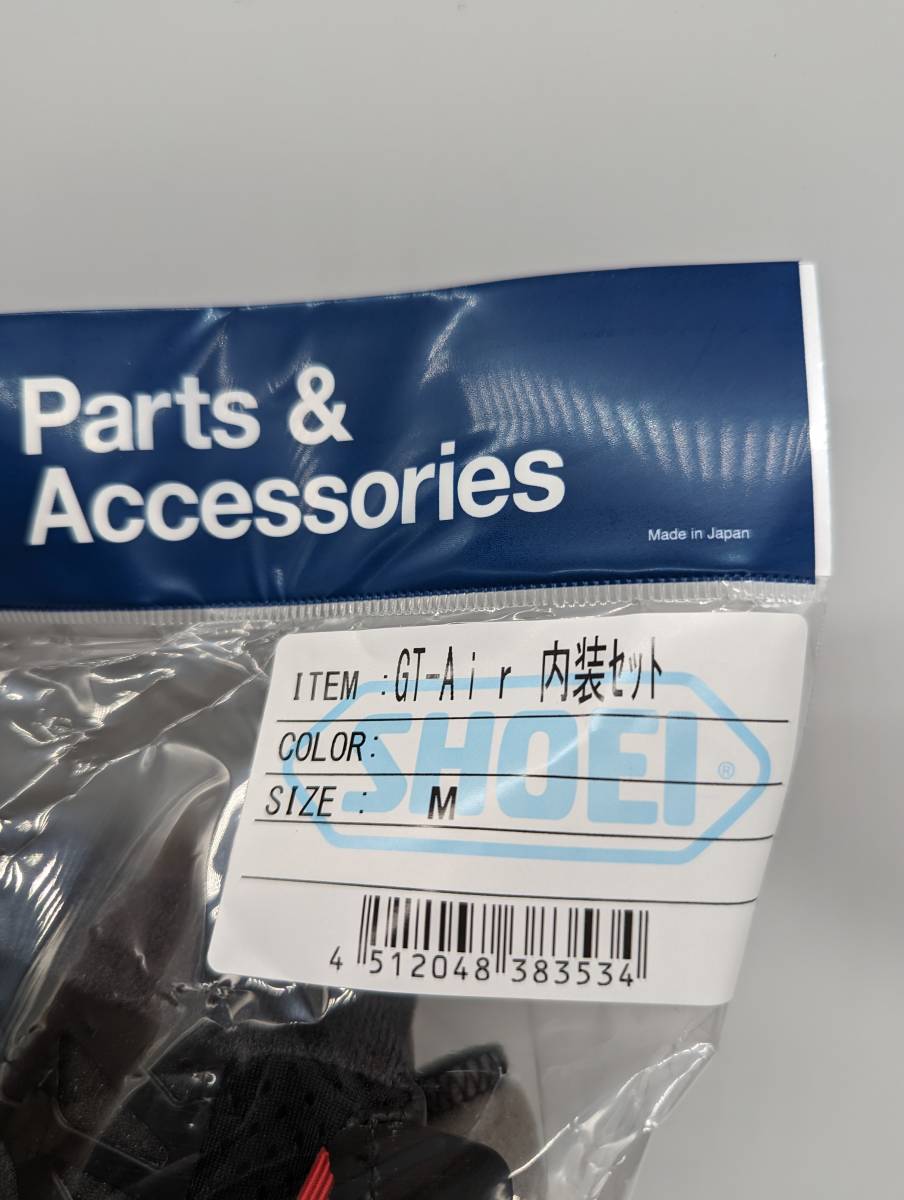 Parts &
Accessories
Made in Japan
ITEM :GT-Air 内装ｾｯﾄ
COLOR:
SHOEI®
SIZE : M
4 512048 383534